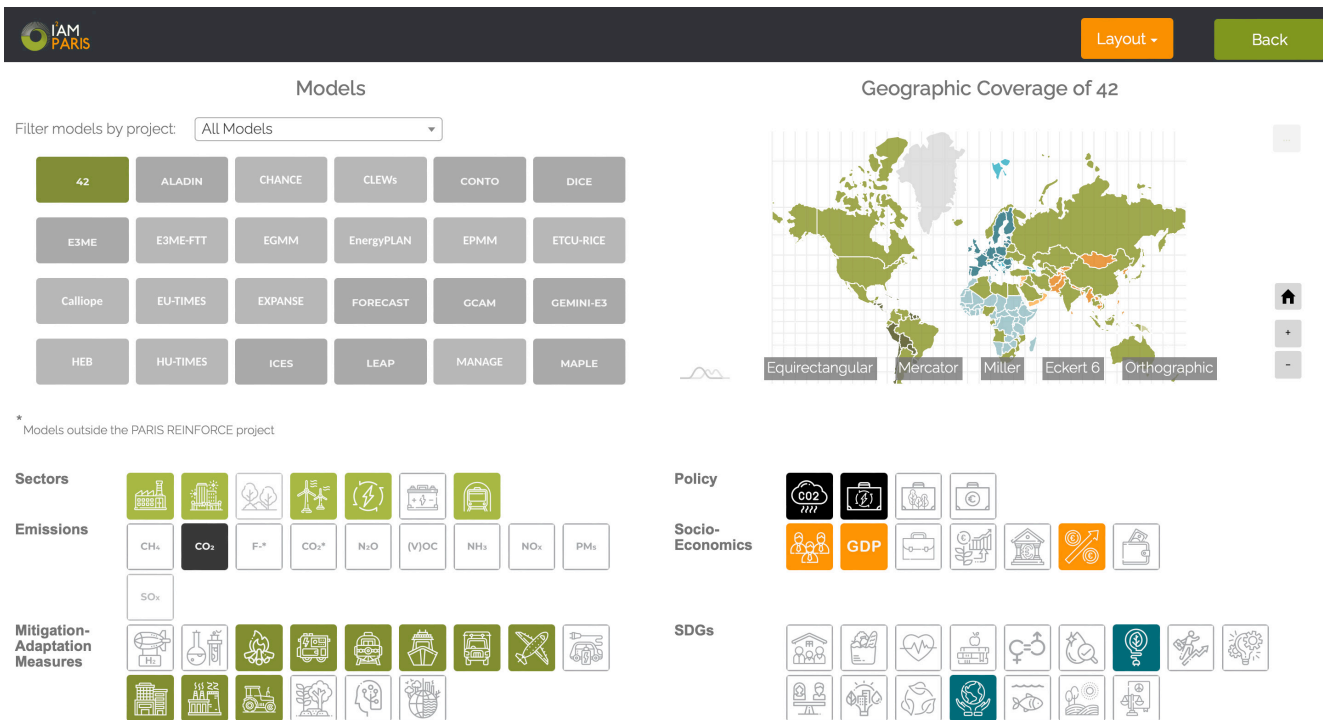 I²AM
PARIS
Layout
Back
Models
Geographic Coverage of 42
Filter models by project:
All Models
42 ALADIN CHANCE CLEWs CONTO DICE
E3ME E3ME-FTT EGMM EnergyPLAN EPMM ETCU-RICE
Calliope EU-TIMES EXPANSE FORECAST GCAM GEMINI-E3
HEB HU-TIMES ICES LEAP MANAGE MAPLE
Equirectangular Mercator Miller Eckert 6 Orthographic
+
-
* Models outside the PARIS REINFORCE project
Sectors
Policy
CO2
Emissions
CH₄ CO₂ F-* CO₂* N₂O (V)OC NH₃ NOₓ PMs
SOₓ
Socio-
Economics
GDP
Mitigation-
Adaptation
Measures
H₂
SDGs